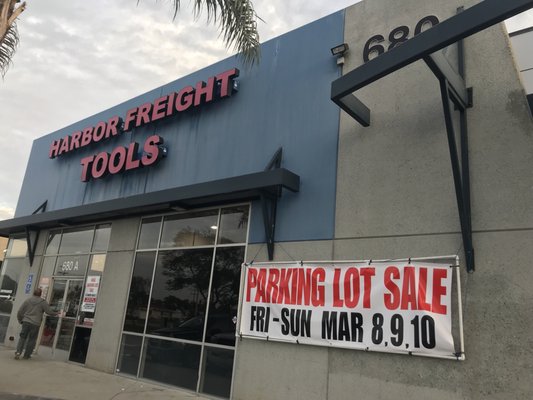 680
HARBOR FREIGHT
TOOLS
680 A
PARKING LOT SALE
FRI-SUN MAR 8,9,10